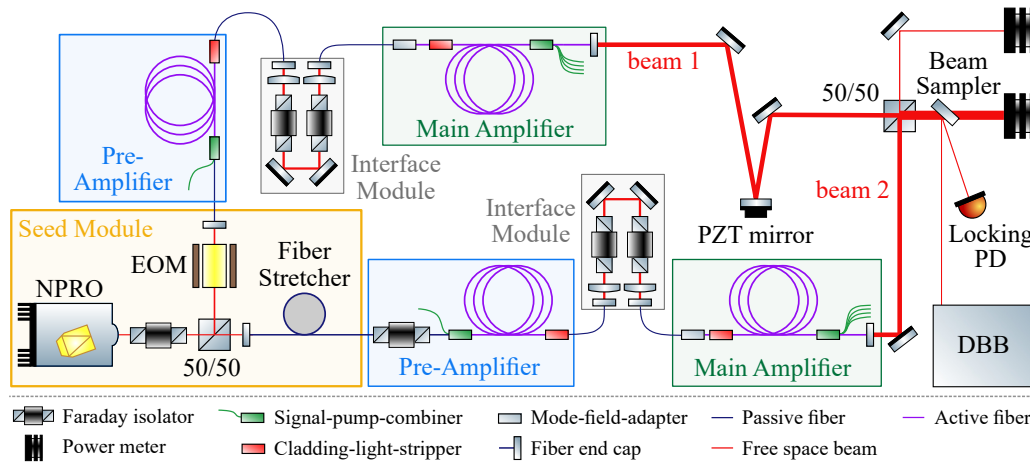 Pre-
Amplifier
Interface
Module
Main Amplifier
beam 1
50/50
Beam
Sampler
Seed Module
EOM
Fiber
Stretcher
NPRO
50/50
Pre-Amplifier
Interface
Module
Main Amplifier
PZT mirror
beam 2
Locking
PD
DBB
Faraday isolator
Signal-pump-combiner
Mode-field-adapter
Passive fiber
Active fiber
Power meter
Cladding-light-stripper
Fiber end cap
Free space beam